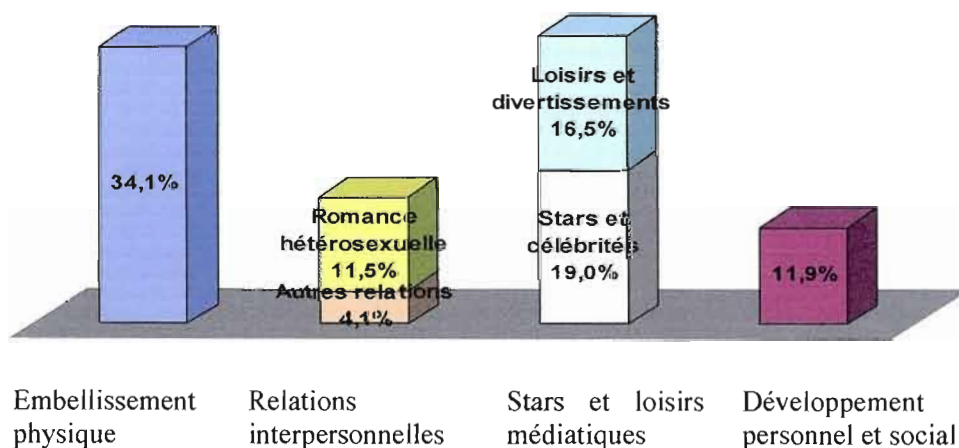 34,1%
Romance
hétérosexuelle
11,5%
Autres relations
4,1%
Loisirs et
divertissements
16,5%
Stars et
célébrités
19,0%
11,9%
Embellissement
physique
Relations
interpersonnelles
Stars et loisirs
médiatiques
Développement
personnel et social